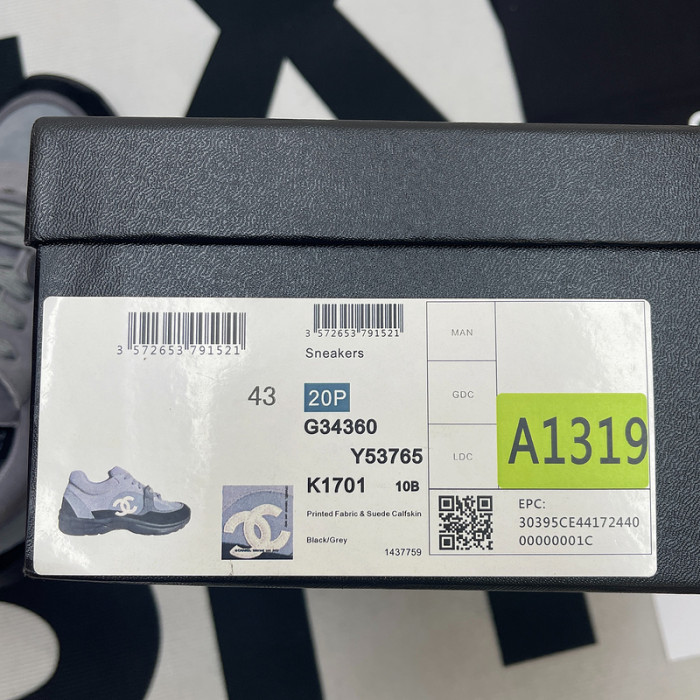 3 572653 791521
3 572653 791521
Sneakers
43
20P
G34360
Y53765
K1701 10B
Printed Fabric & Suede Calfskin
Black/Grey
1437759
MAN
GDC
LDC
A1319
EPC:
30395CE44172440
00000001C